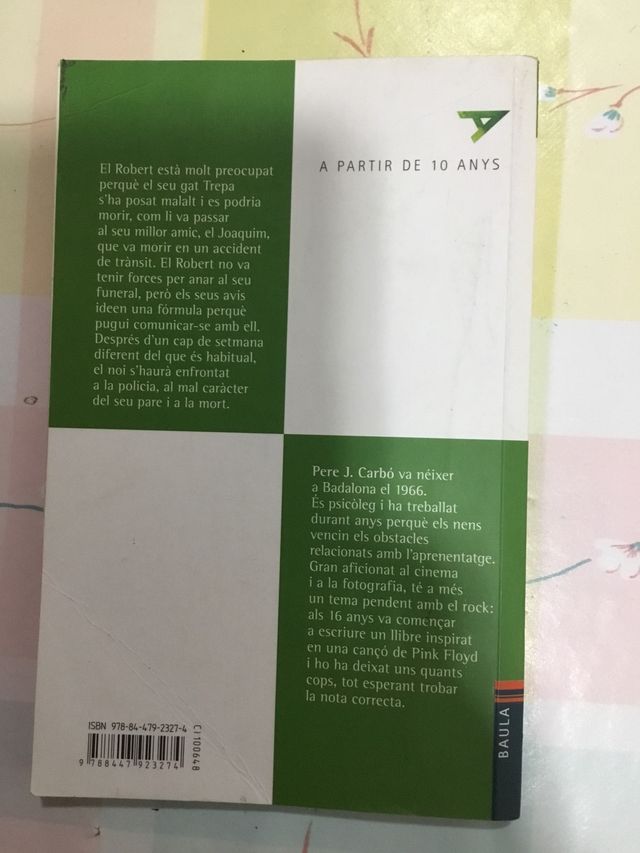 El Robert està molt preocupat
perquè el seu gat Trepa
s'ha posat malalt i es podria
morir, com li va passar
al seu millor amic, el Joaquim,
que va morir en un accident
de trànsit. El Robert no va
tenir forces per anar al seu
funeral, però els seus avis
ideen una fórmula perquè
pugui comunicar-se amb ell.
Després d'un cap de setmana
diferent del que és habitual,
el noi s'haurà enfrontat
a la policia, al mal caràcter
del seu pare i a la mort.
A PARTIR DE 10 ANYS
Pere J. Carbó va néixer
a Badalona el 1966.
És psicòleg i ha treballat
durant anys perquè els nens
vencin els obstacles
relacionats amb l'aprenentatge.
Gran aficionat al cinema
i a la fotografia, té a més
un tema pendent amb el rock:
als 16 anys va començar
a escriure un llibre inspirat
en una cançó de Pink Floyd
i ho ha deixat uns quants
cops, tot esperant trobar
la nota correcta.
ISBN 978-84-479-2327-4
9 788447 923274
CI100648
BAULA